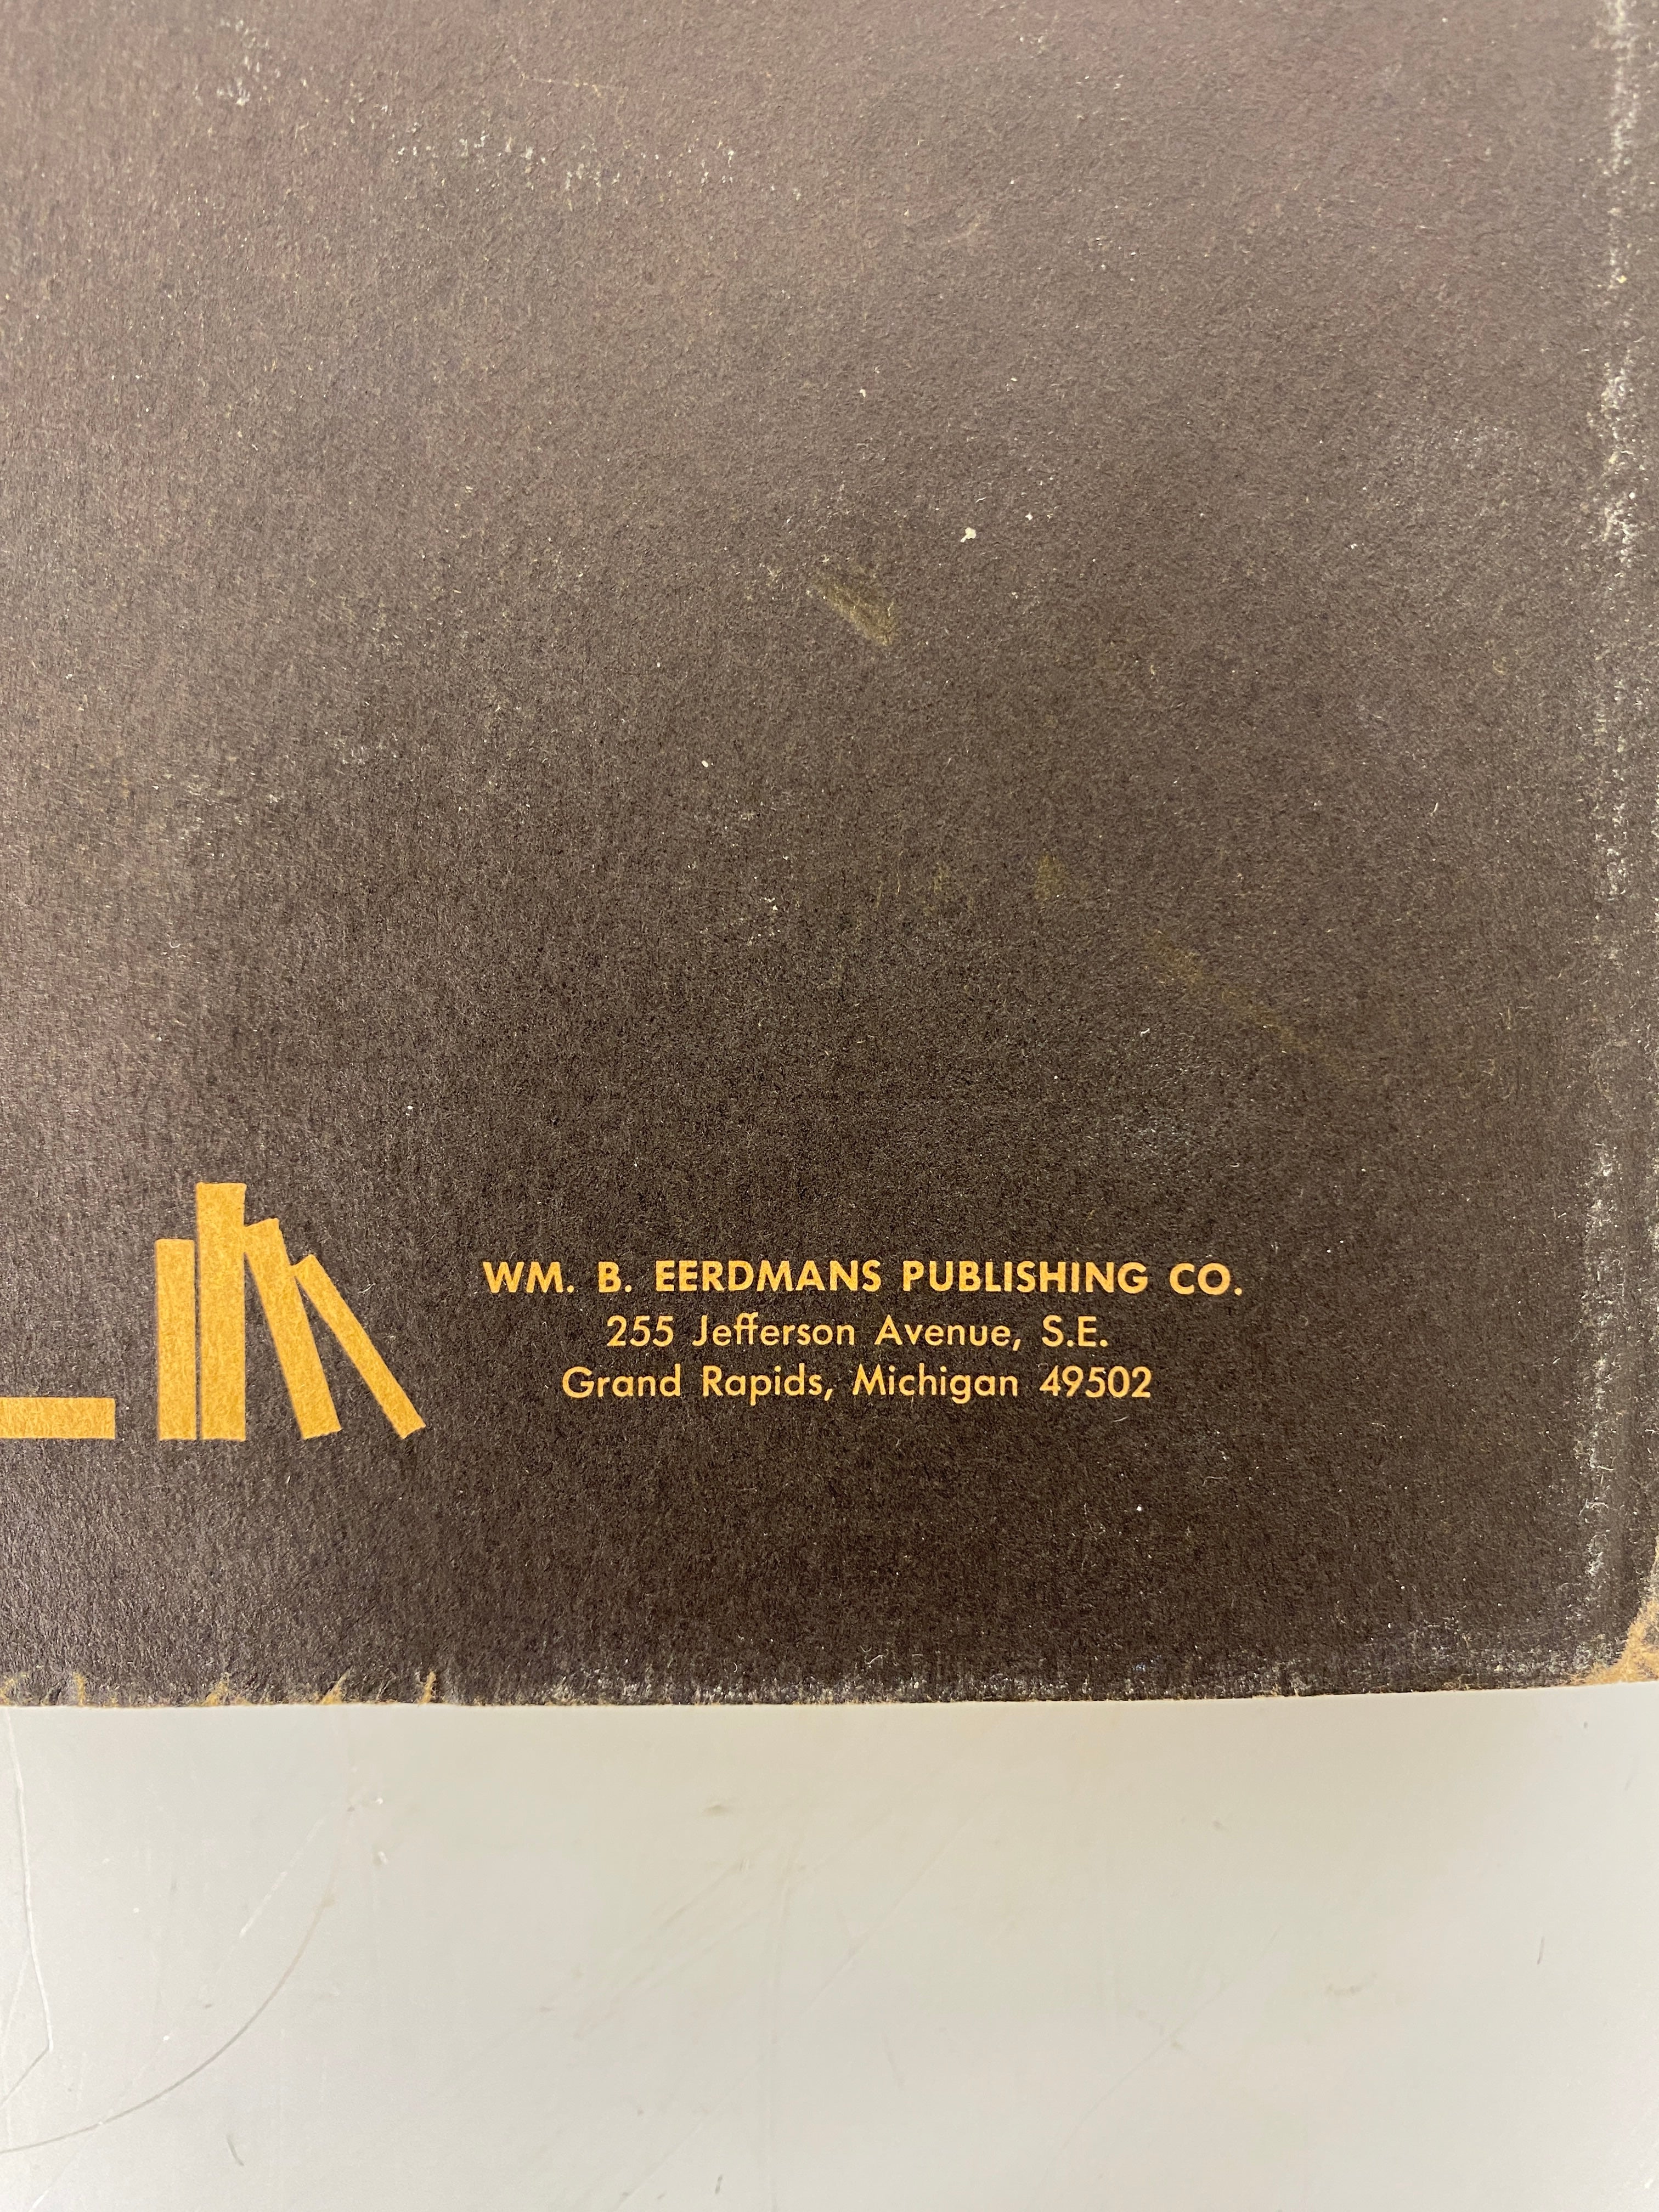 WM. B. EERDMANS PUBLISHING CO.
255 Jefferson Avenue, S.E.
Grand Rapids, Michigan 49502